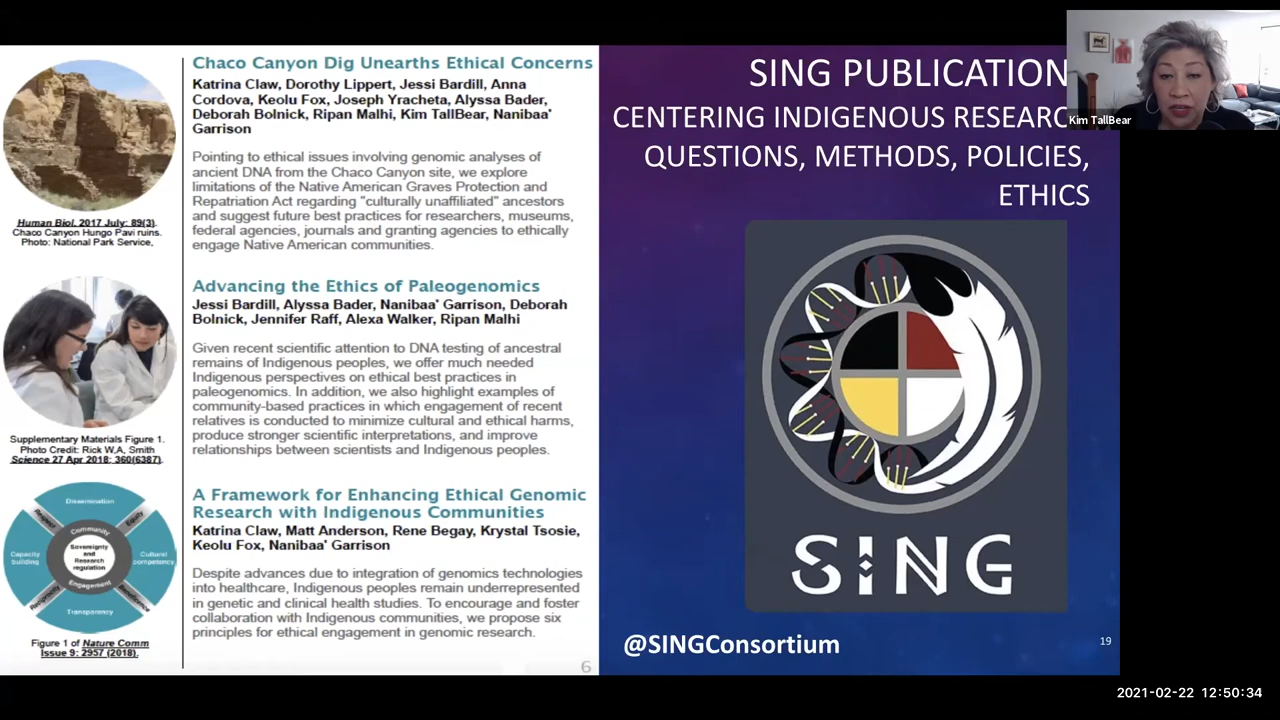 Chaco Canyon Dig Unearths Ethical Concerns
Katrina Claw, Dorothy Lippert, Jessi Bardill, Anna
Cordova, Keolu Fox, Joseph Yracheta, Alyssa Bader,
Deborah Bolnick, Ripan Malhi, Kim TallBear, Nanibaa'
Garrison
Pointing to ethical issues involving genomic analyses of
ancient DNA from the Chaco Canyon site, we explore
limitations of the Native American Graves Protection and
Repatriation Act regarding "culturally unaffiliated" ancestors
and suggest future best practices for researchers, museums,
federal agencies, journals and granting agencies to ethically
engage Native American communities.
Human Biol. 2017 July: 89(3).
Chaco Canyon Hungo Pavi ruins.
Photo: National Park Service,
Advancing the Ethics of Paleogenomics
Jessi Bardill, Alyssa Bader, Nanibaa' Garrison, Deborah
Bolnick, Jennifer Raff, Alexa Walker, Ripan Malhi
Given recent scientific attention to DNA testing of ancestral
remains of Indigenous peoples, we offer much needed
Indigenous perspectives on ethical best practices in
paleogenomics. In addition, we also highlight examples of
community-based practices in which engagement of recent
relatives is conducted to minimize cultural and ethical harms,
produce stronger scientific interpretations, and improve
relationships between scientists and Indigenous peoples.
Supplementary Materials Figure 1.
Photo Credit: Rick W,A, Smith
Science 27 Apr 2018: 360(6387).
A Framework for Enhancing Ethical Genomic
Research with Indigenous Communities
Katrina Claw, Matt Anderson, Rene Begay, Krystal Tsosie,
Keolu Fox, Nanibaa' Garrison
Despite advances due to integration of genomics technologies
into healthcare, Indigenous peoples remain underrepresented
in genetic and clinical health studies. To encourage and foster
collaboration with Indigenous communities, we propose six
principles for ethical engagement in genomic research.
Dissemination
Respect
Equity
Community
Capacity
building
Sovereignty
and
Research
regulation
Cultural
competency
Engagement
Reciprocity
Transparency
Figure 1 of Nature Comm
Issue 9: 2957 (2018).
6
SING PUBLICATION
CENTERING INDIGENOUS RESEARC
QUESTIONS, METHODS, POLICIES,
ETHICS
SING
@SINGConsortium
19
Kim TallBear
2021-02-22 12:50:34